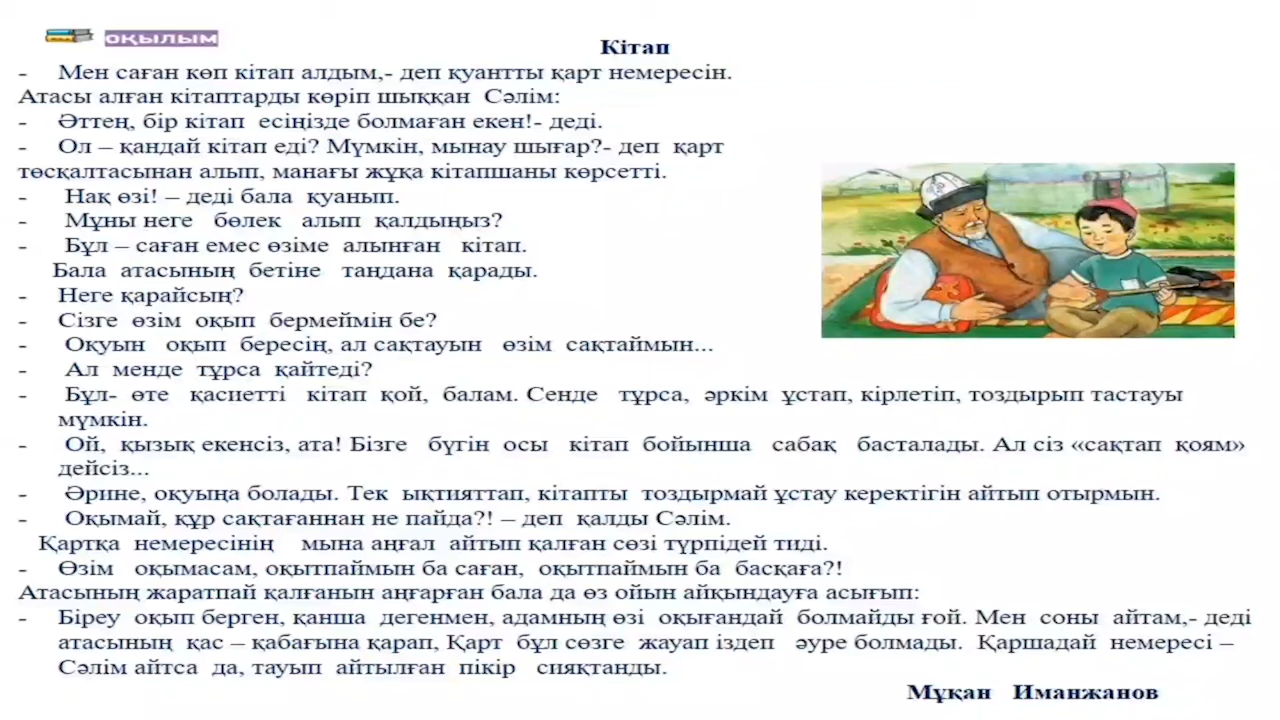 оқылым
Кітап
- Мен саған көп кітап алдым,- деп қуантты қарт немересін.
Атасы алған кітаптарды көріп шыққан Сәлім:
- Әттең, бір кітап есіңізде болмаған екен!- деді.
- Ол – қандай кітап еді? Мүмкін, мынау шығар?- деп қарт
төсқалтасынан алып, манағы жұқа кітапшаны көрсетті.
- Нақ өзі! – деді бала қуанып.
- Мұны неге бөлек алып қалдыңыз?
- Бұл – саған емес өзіме алынған кітап.
Бала атасының бетіне таңдана қарады.
- Неге қарайсың?
- Сізге өзім оқып бермеймін бе?
- Оқуын оқып бересің, ал сақтауын өзім сақтаймын...
- Ал менде тұрса қайтеді?
- Бұл- өте қасиетті кітап қой, балам. Сенде тұрса, әркім ұстап, кірлетіп, тоздырып тастауы
мүмкін.
- Ой, қызық екенсіз, ата! Бізге бүгін осы кітап бойынша сабақ басталады. Ал сіз «сақтап қоям»
дейсіз...
- Әрине, оқуыңа болады. Тек ықтияттап, кітапты тоздырмай ұстау керектігін айтып отырмын.
- Оқымай, құр сақтағаннан не пайда?! – деп қалды Сәлім.
Қартқа немересінің мына аңғал айтып қалған сөзі түрпідей тиді.
- Өзім оқымасам, оқытпаймын ба саған, оқытпаймын ба басқаға?!
Атасының жаратпай қалғанын аңғарған бала да өз ойын айқындауға асығып:
- Біреу оқып берген, қанша дегенмен, адамның өзі оқығандай болмайды ғой. Мен соны айтам,- деді
атасының қас – қабағына қарап, Қарт бұл сөзге жауап іздеп әуре болмады. Қаршадай немересі –
Сәлім айтса да, тауып айтылған пікір сияқтанды.
Мұқан Иманжанов